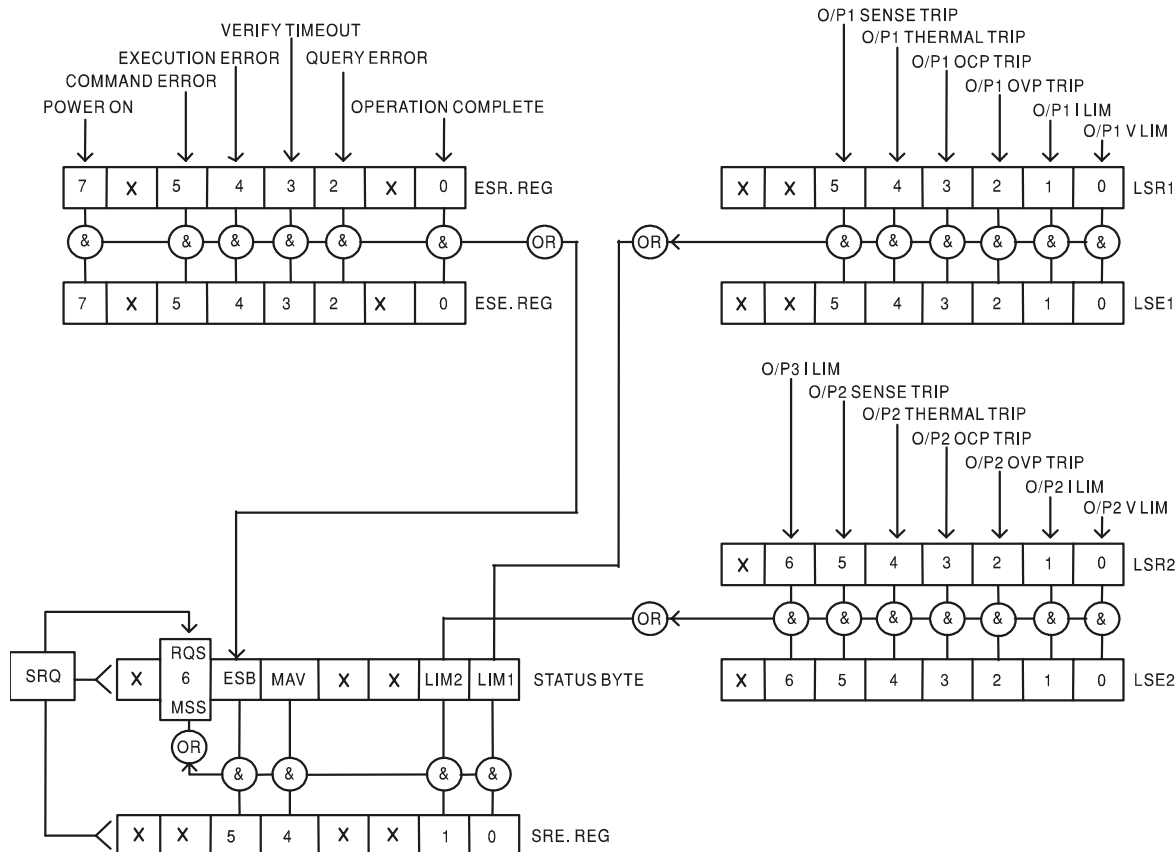 VERIFY TIMEOUT
EXECUTION ERROR QUERY ERROR
COMMAND ERROR
POWER ON OPERATION COMPLETE
7 X 5 4 3 2 X 0 ESR. REG
& & & & & & OR
7 X 5 4 3 2 X 0 ESE. REG
O/P1 SENSE TRIP
O/P1 THERMAL TRIP
O/P1 OCP TRIP
O/P1 OVP TRIP
O/P1 I LIM
O/P1 V LIM
X X 5 4 3 2 1 0 LSR1
OR & & & & & &
X X 5 4 3 2 1 0 LSE1
O/P3 I LIM
O/P2 SENSE TRIP
O/P2 THERMAL TRIP
O/P2 OCP TRIP
O/P2 OVP TRIP
O/P2 I LIM
O/P2 V LIM
X 6 5 4 3 2 1 0 LSR2
OR & & & & & & &
X 6 5 4 3 2 1 0 LSE2
RQS
SRQ X 6 ESB MAV X X LIM2 LIM1 STATUS BYTE
MSS
OR
& & & &
X X 5 4 X X 1 0 SRE. REG